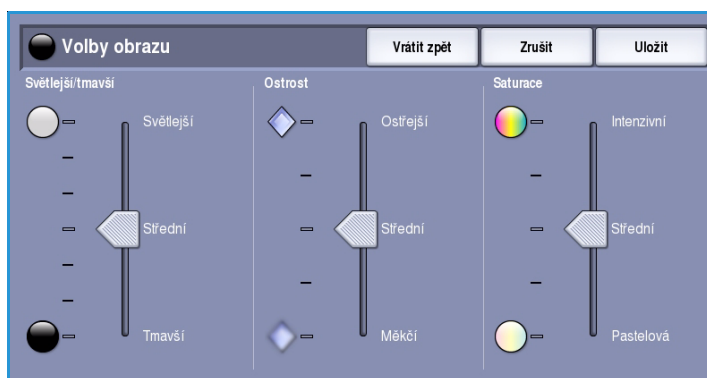 Volby obrazu
Vrátit zpět
Zrušit
Uložit
Světlejší/tmavší
Světlejší
Střední
Tmavší
Ostrost
Ostřejší
Střední
Měkčí
Saturace
Intenzivní
Střední
Pastelová